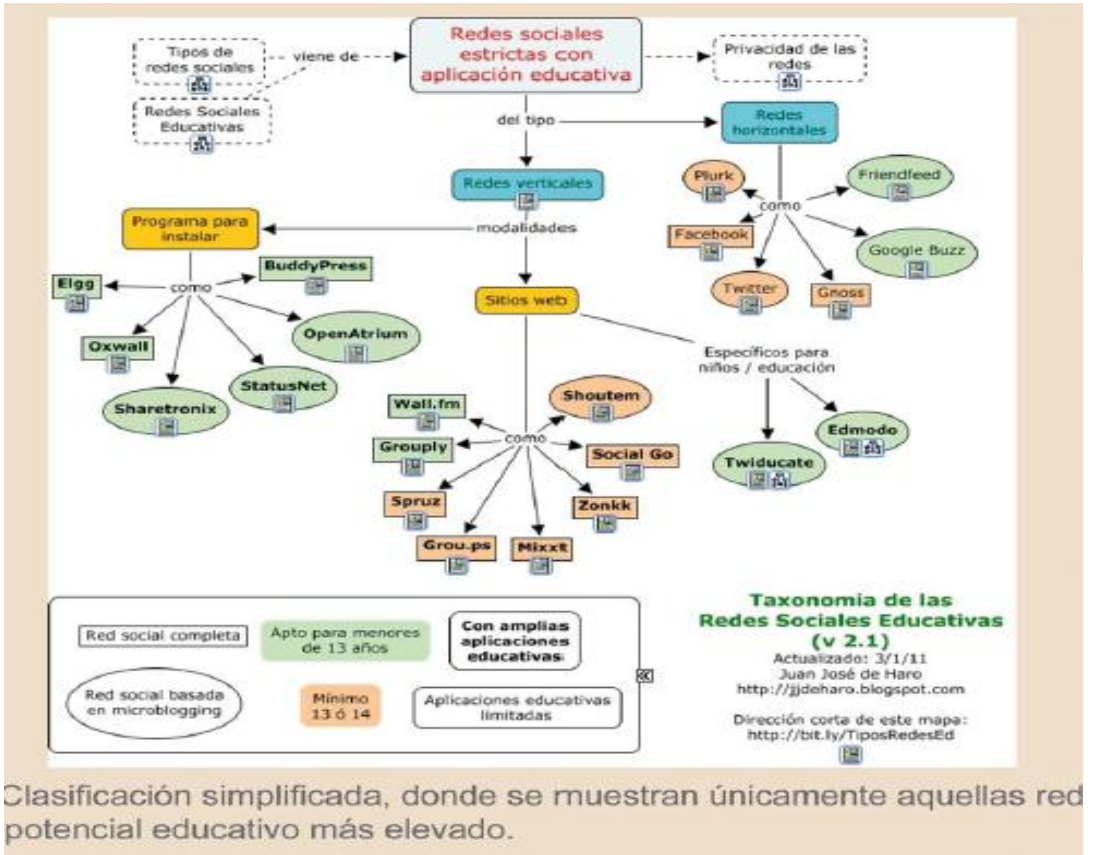 Redes sociales
estrictas con
aplicación educativa
Tipos de
redes sociales
viene de
Redes Sociales
Educativas
Privacidad de las
redes
del tipo
Redes
horizontales
Redes verticales
Plurk
Friendfeed
como
Facebook
Google Buzz
Twitter
Gnoss
Programa para
instalar
modalidades
BuddyPress
Elgg
como
Oxwall
OpenAtrium
StatusNet
Sharetronix
Sitios web
Específicos para
niños / educación
Edmodo
Twiducate
Wall.fm
Shoutem
como
Grouply
Social Go
Spruz
Zonkk
Grou.ps
Mixxt
Red social completa
Apto para menores
de 13 años
Con amplias
aplicaciones
educativas
Red social basada
en microblogging
Mínimo
13 ó 14
Aplicaciones educativas
limitadas
Taxonomía de las
Redes Sociales Educativas
(v 2.1)
Actualizado: 3/1/11
Juan José de Haro
http://jjdeharo.blogspot.com
Dirección corta de este mapa:
http://bit.ly/TiposRedesEd
Clasificación simplificada, donde se muestran únicamente aquellas red
potencial educativo más elevado.